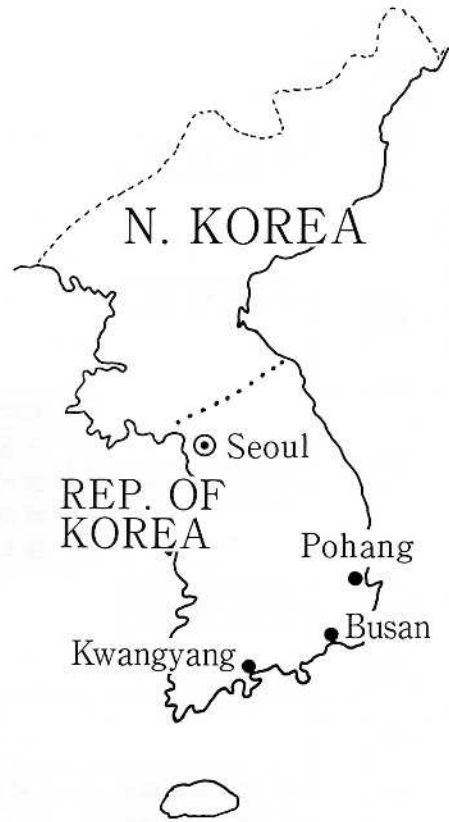 N. KOREA
Seoul
REP. OF
KOREA
Pohang
Busan
Kwangyang